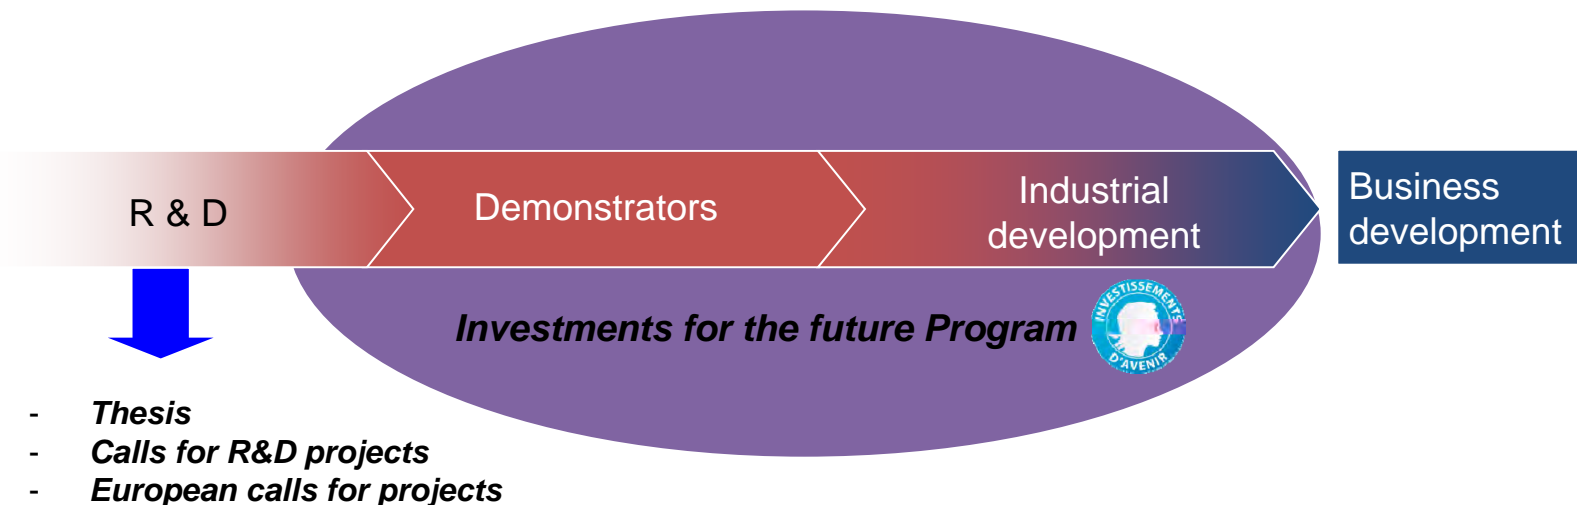 R & D
Demonstrators
Industrial
development
Business
development
Investments for the future Program
INVESTISSEMENTS
D'AVENIR
- Thesis
- Calls for R&D projects
- European calls for projects